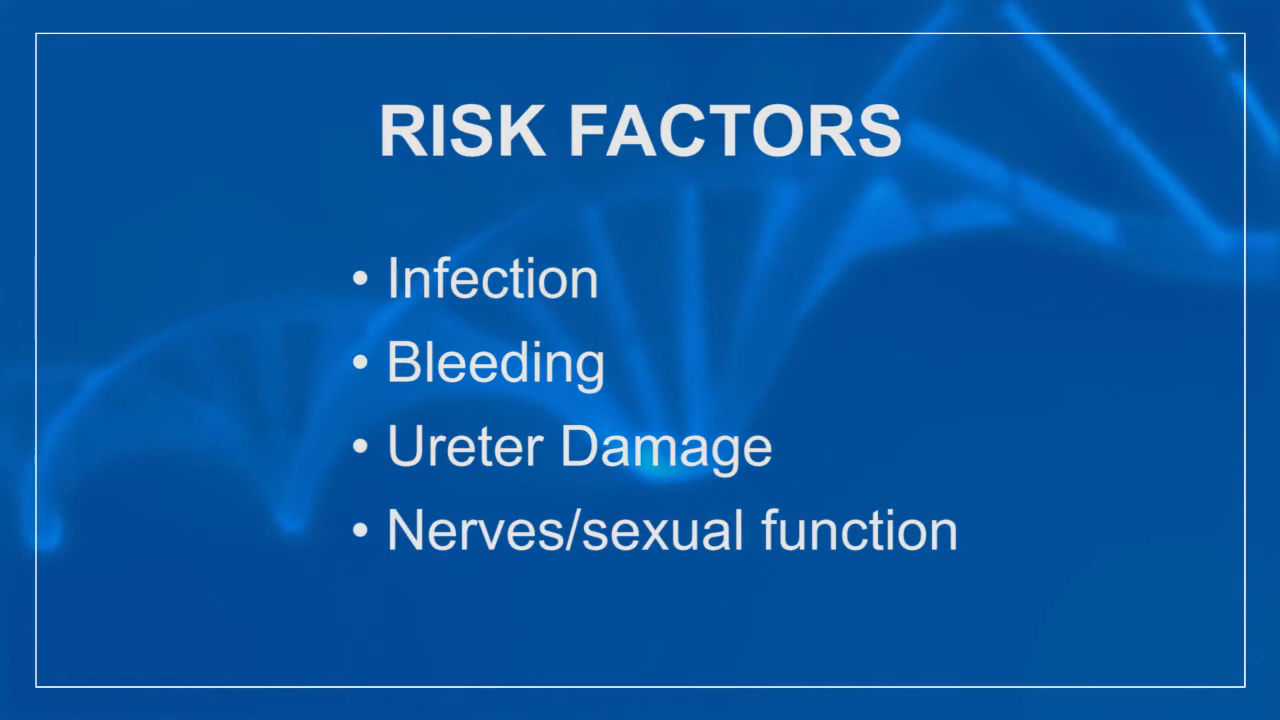 RISK FACTORS
• Infection
• Bleeding
• Ureter Damage
• Nerves/sexual function